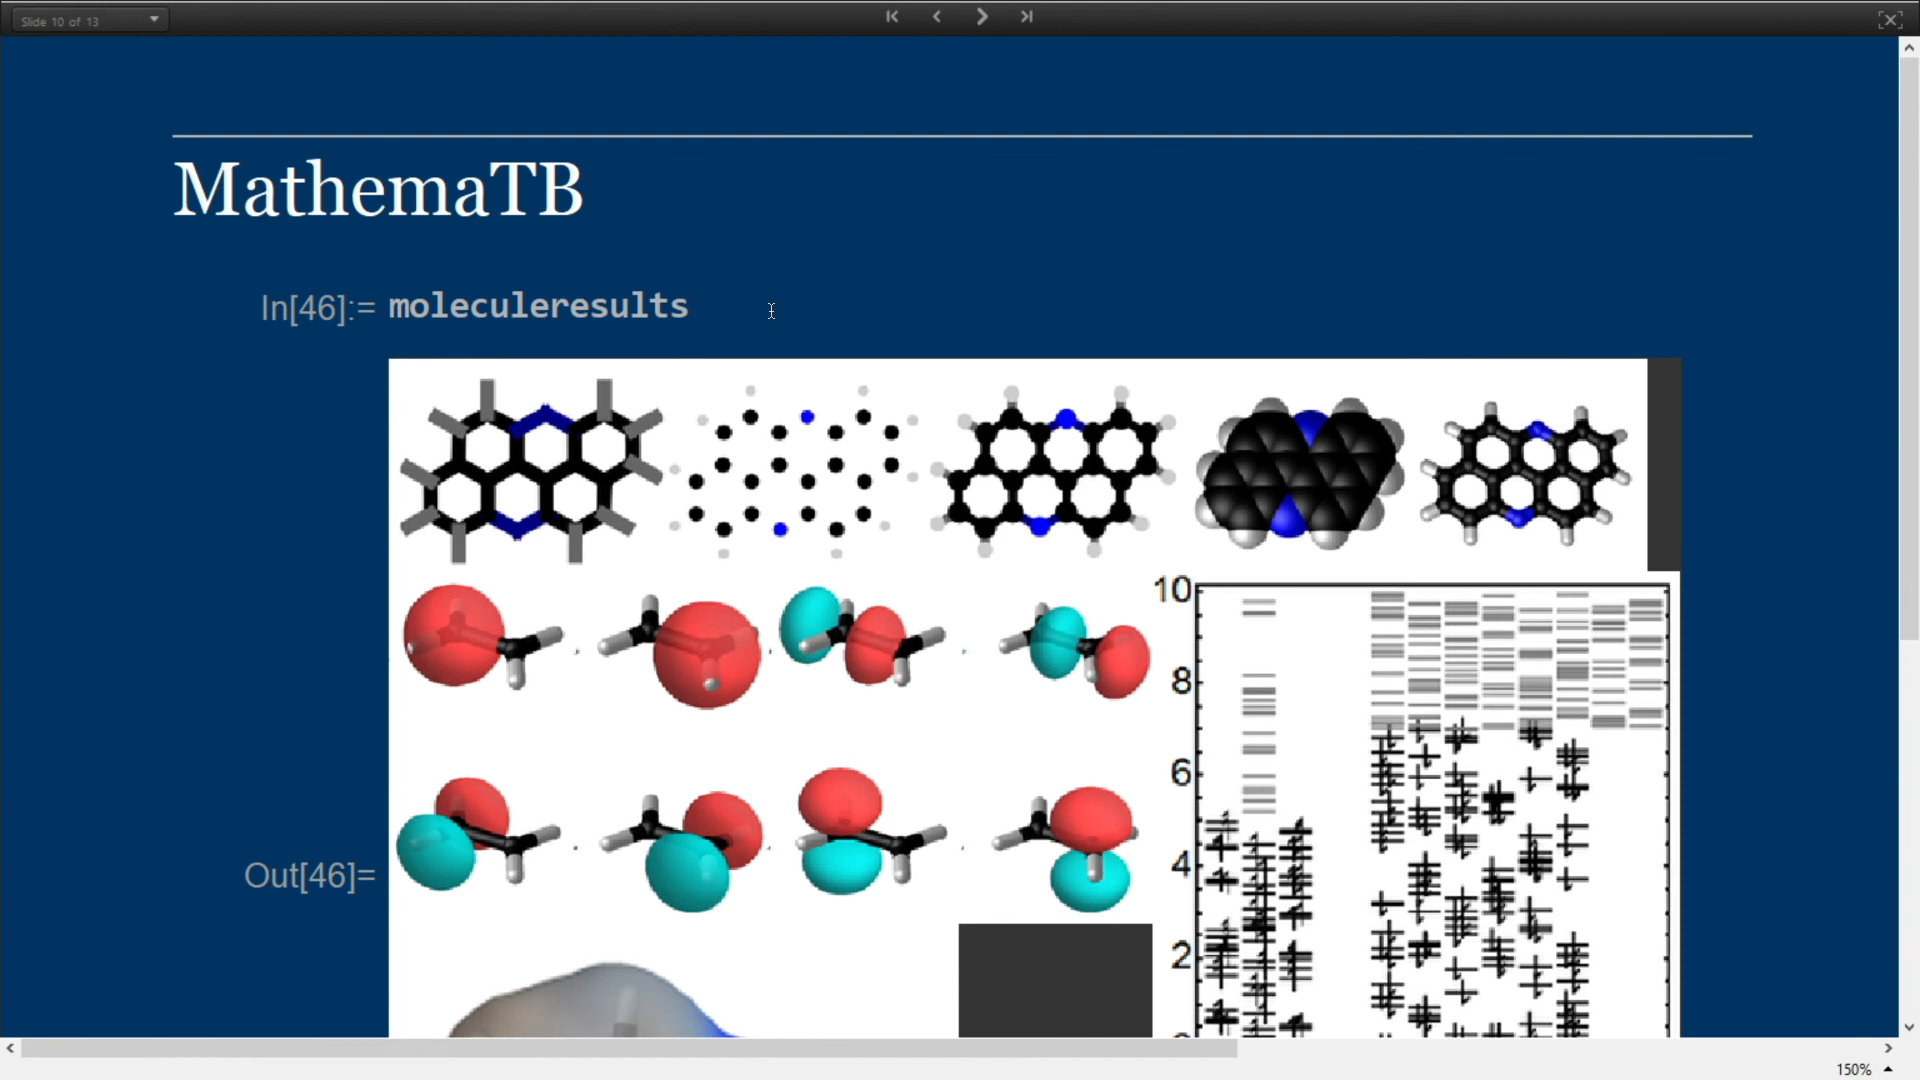 Slide 10 of 13
MathemaTB
In[46]:= moleculeresults
Out[46]=
10
8
6
4
2
150%